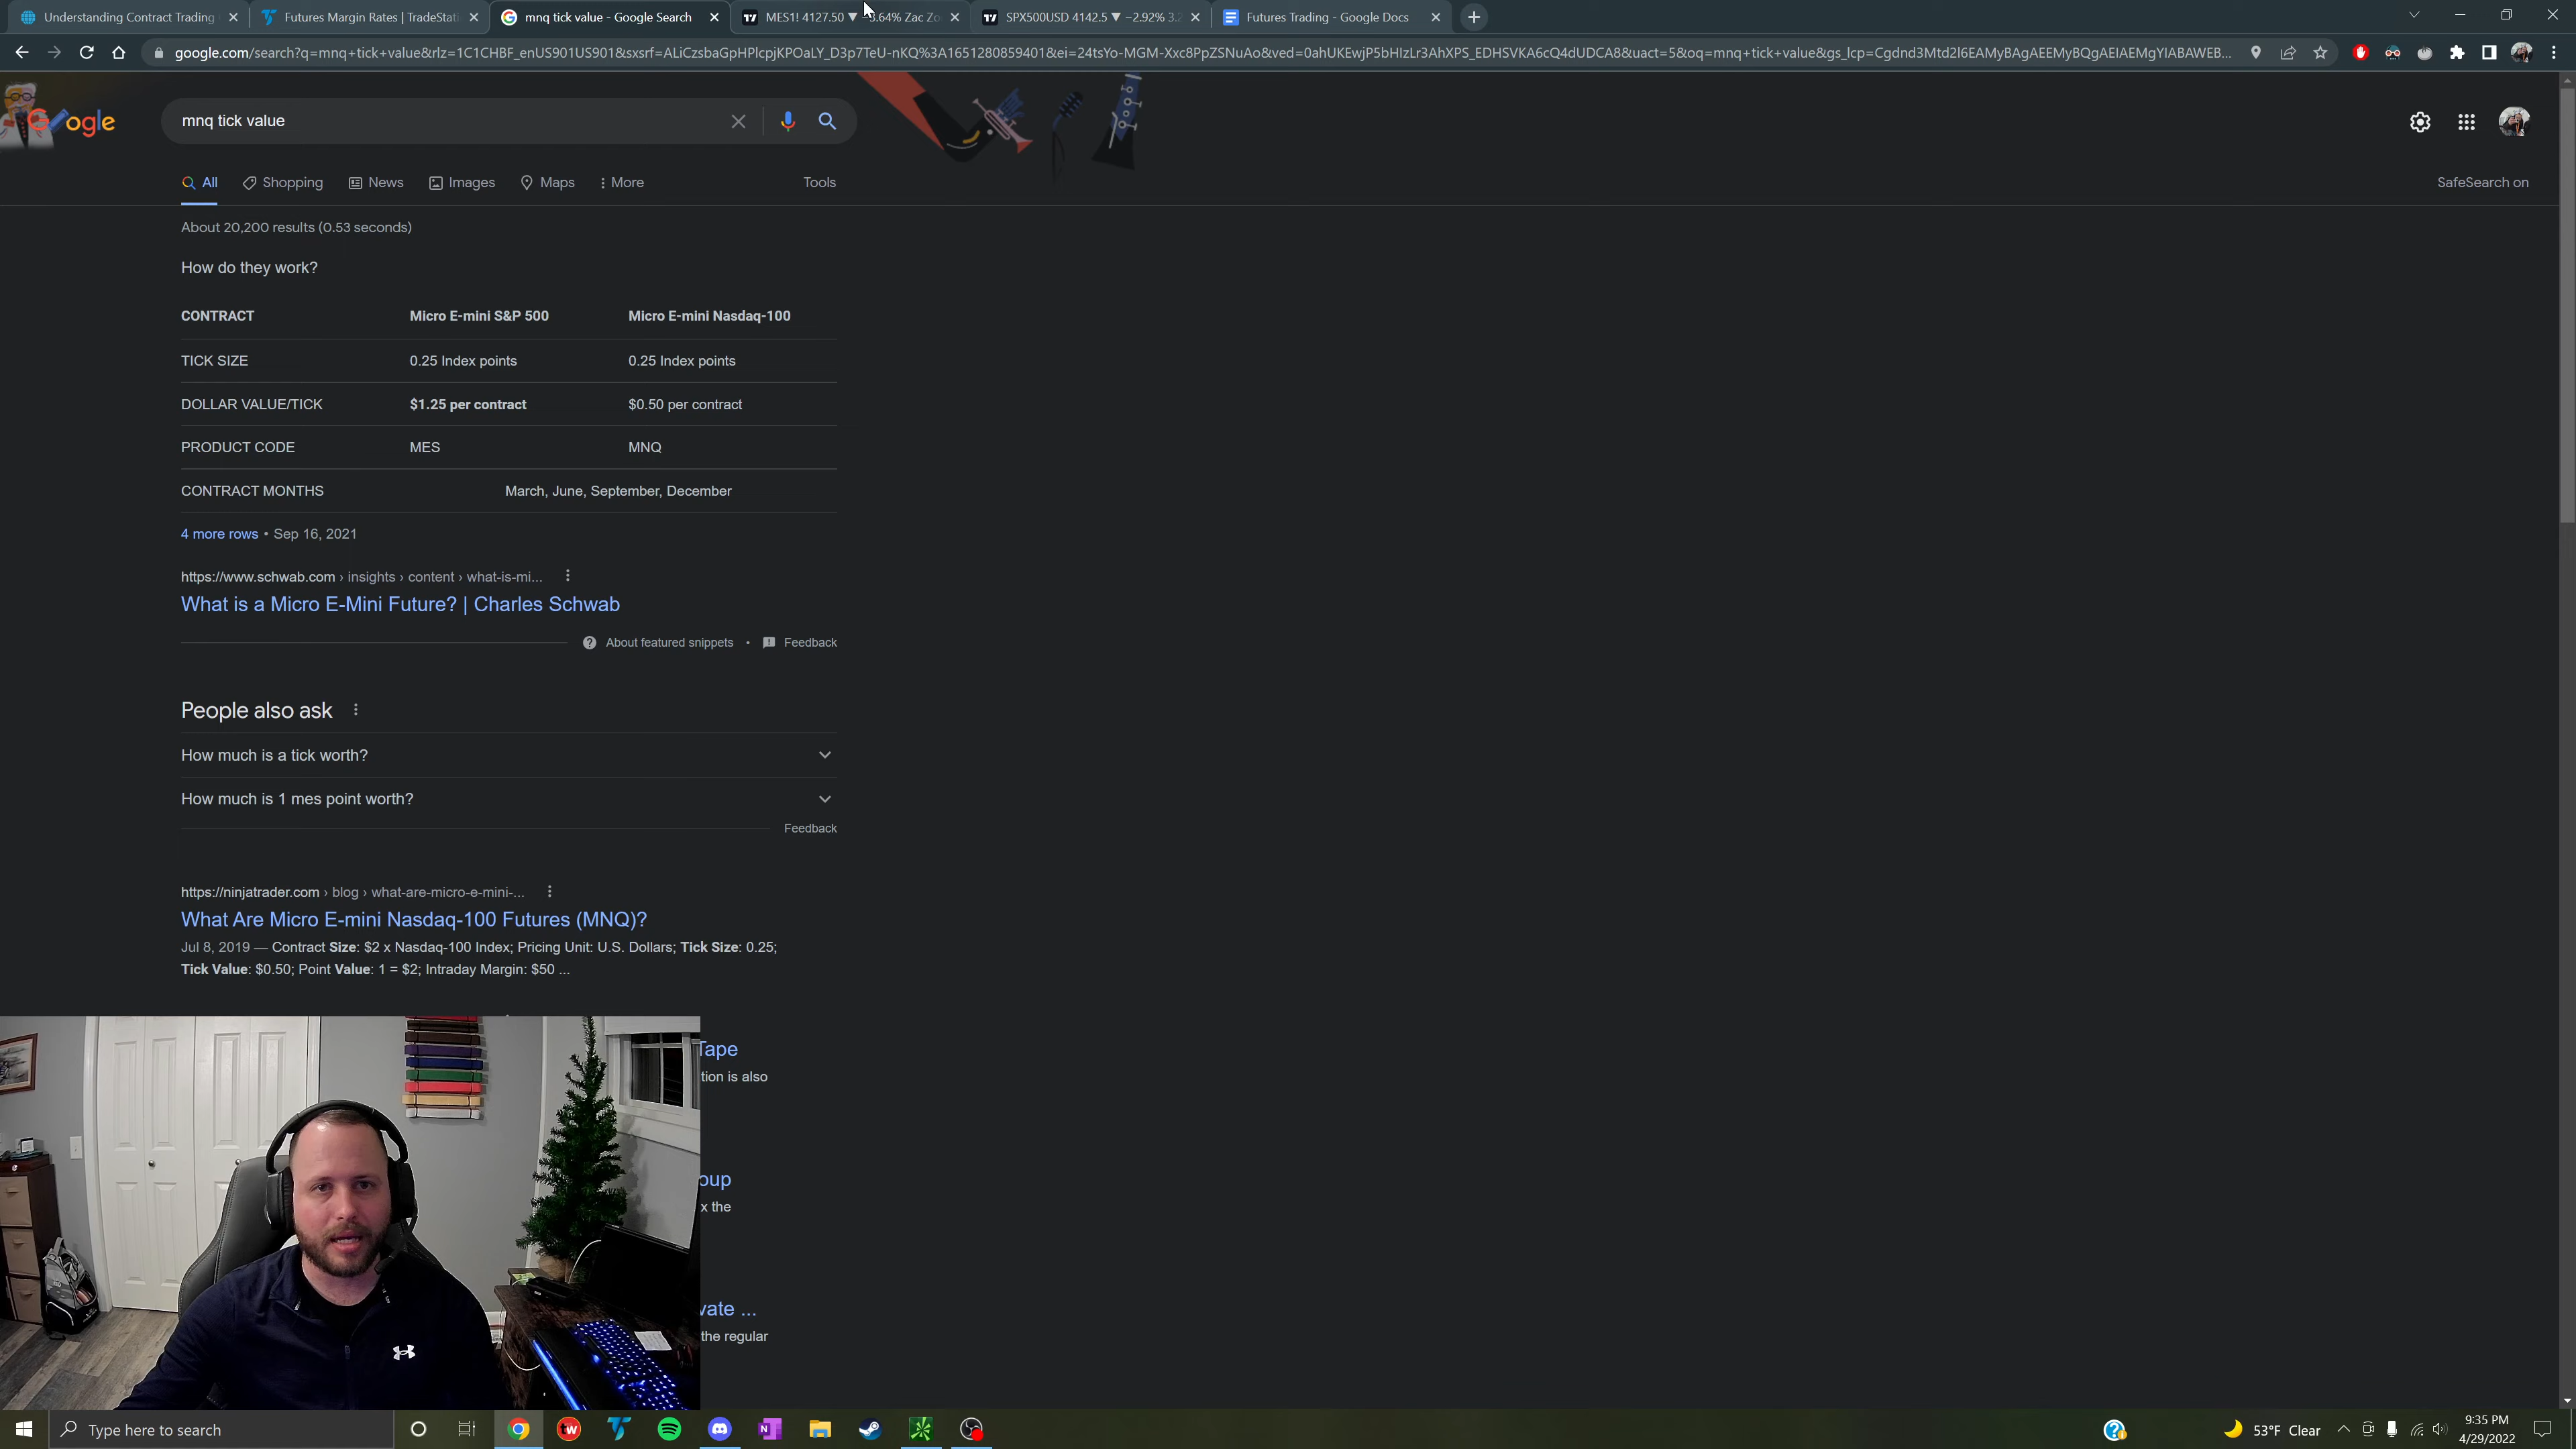 Understanding Contract Trading
Futures Margin Rates | TradeStati
mnq tick value - Google Search
MES1! 4127.50 ▼ −3.64% Zac Zo
SPX500USD 4142.5 ▼ −2.92% 3.2
Futures Trading - Google Docs
google.com/search?q=mnq+tick+value&rlz=1C1CHBF_enUS901US901&sxsrf=ALiCzsbaGpHPlcpjKPOaLY_D3p7TeU-nKQ%3A1651280859401&ei=24tsYo-MGM-Xxc8PpZSNuAo&ved=0ahUKEwjP5bHIzLr3AhXPS_EDHSVKA6cQ4dUDCA8&uact=5&oq=mnq+tick+value&gs_lcp=Cgdnd3Mtd2l6EAMyBAgAEEMyBQgAEIAEMgYIABAWEB...
Google
mnq tick value
All
Shopping
News
Images
Maps
More
Tools
SafeSearch on
About 20,200 results (0.53 seconds)
How do they work?
CONTRACT Micro E-mini S&P 500 Micro E-mini Nasdaq-100
TICK SIZE 0.25 Index points 0.25 Index points
DOLLAR VALUE/TICK $1.25 per contract $0.50 per contract
PRODUCT CODE MES MNQ
CONTRACT MONTHS March, June, September, December
4 more rows • Sep 16, 2021
https://www.schwab.com › insights › content › what-is-mi...
What is a Micro E-Mini Future? | Charles Schwab
About featured snippets • Feedback
People also ask
How much is a tick worth?
How much is 1 mes point worth?
Feedback
https://ninjatrader.com › blog › what-are-micro-e-mini-...
What Are Micro E-mini Nasdaq-100 Futures (MNQ)?
Jul 8, 2019 — Contract Size: $2 x Nasdaq-100 Index; Pricing Unit: U.S. Dollars; Tick Size: 0.25;
Tick Value: $0.50; Point Value: 1 = $2; Intraday Margin: $50 ...
Tape
tion is also
oup
x the
vate ...
the regular
Type here to search
tw
N
53°F Clear
9:35 PM
4/29/2022